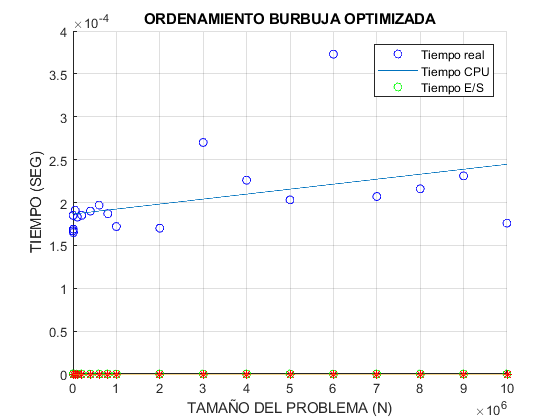 ORDENAMIENTO BURBUJA OPTIMIZADA
×10⁻⁴
4
3.5
3
2.5
2
1.5
1
0.5
0
TIEMPO (SEG)
Tiempo real
Tiempo CPU
Tiempo E/S
0 1 2 3 4 5 6 7 8 9 10
TAMAÑO DEL PROBLEMA (N)
×10⁶